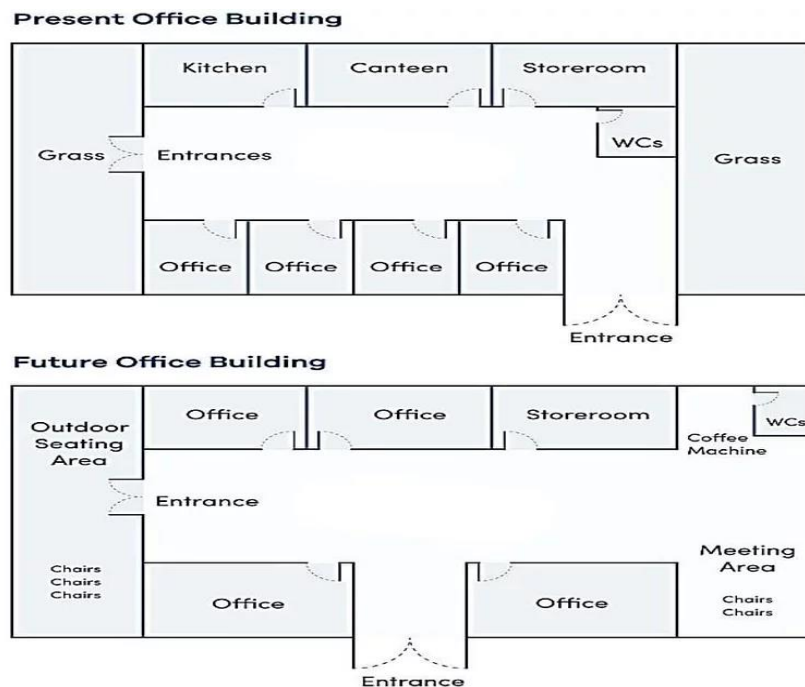 Present Office Building
Kitchen
Canteen
Storeroom
WCs
Grass
Entrances
Grass
Office
Office
Office
Office
Entrance
Future Office Building
Office
Office
Storeroom
WCs
Outdoor
Seating
Area
Coffee
Machine
Entrance
Meeting
Area
Chairs
Chairs
Chairs
Chairs
Chairs
Office
Office
Entrance